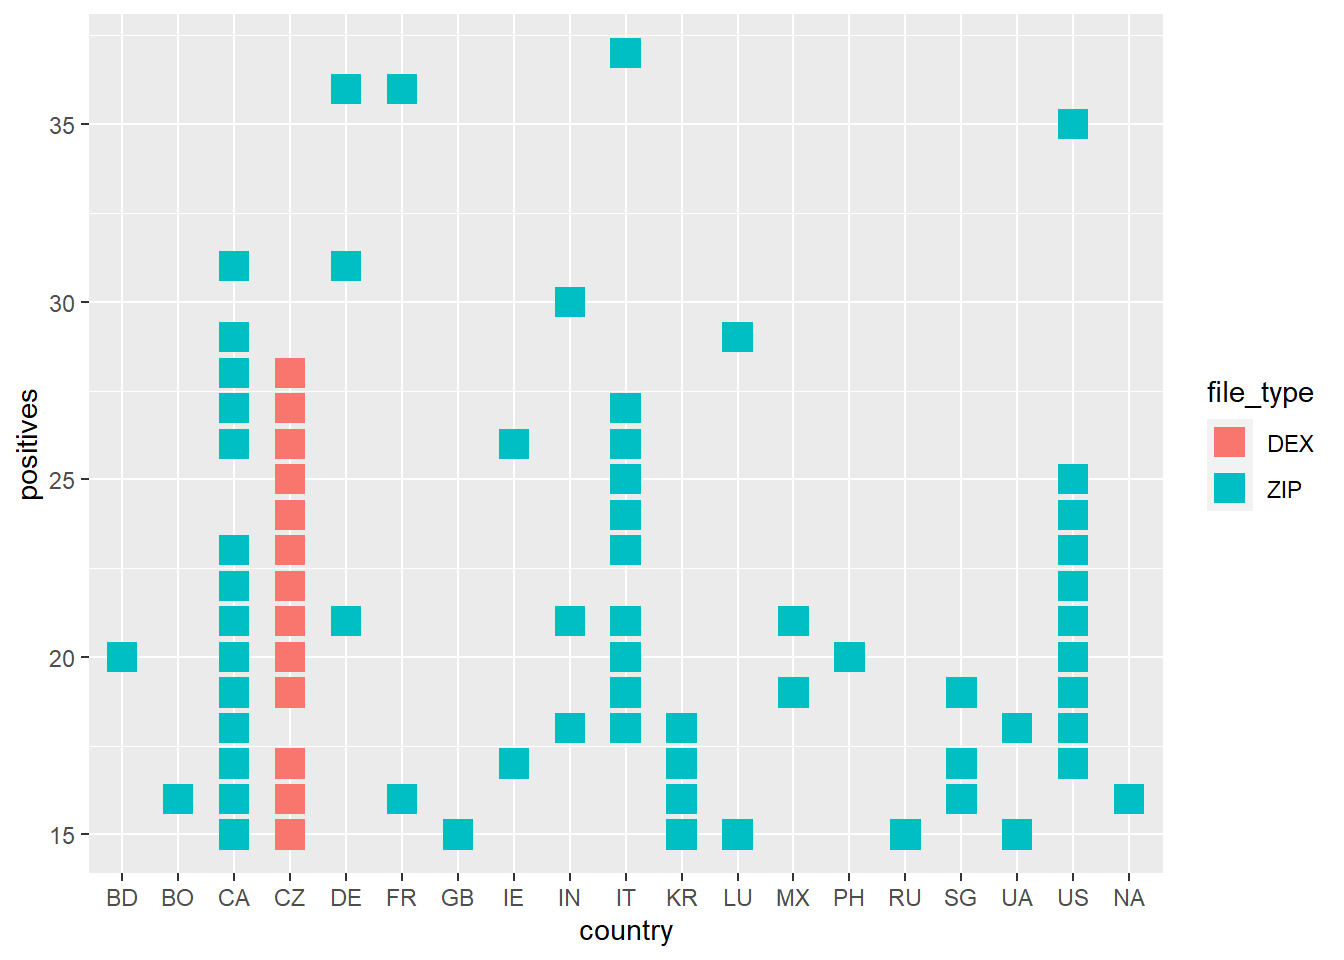 positives
35
30
25
20
15
BD BO CA CZ DE FR GB IE IN IT KR LU MX PH RU SG UA US NA
country
file_type
DEX
ZIP